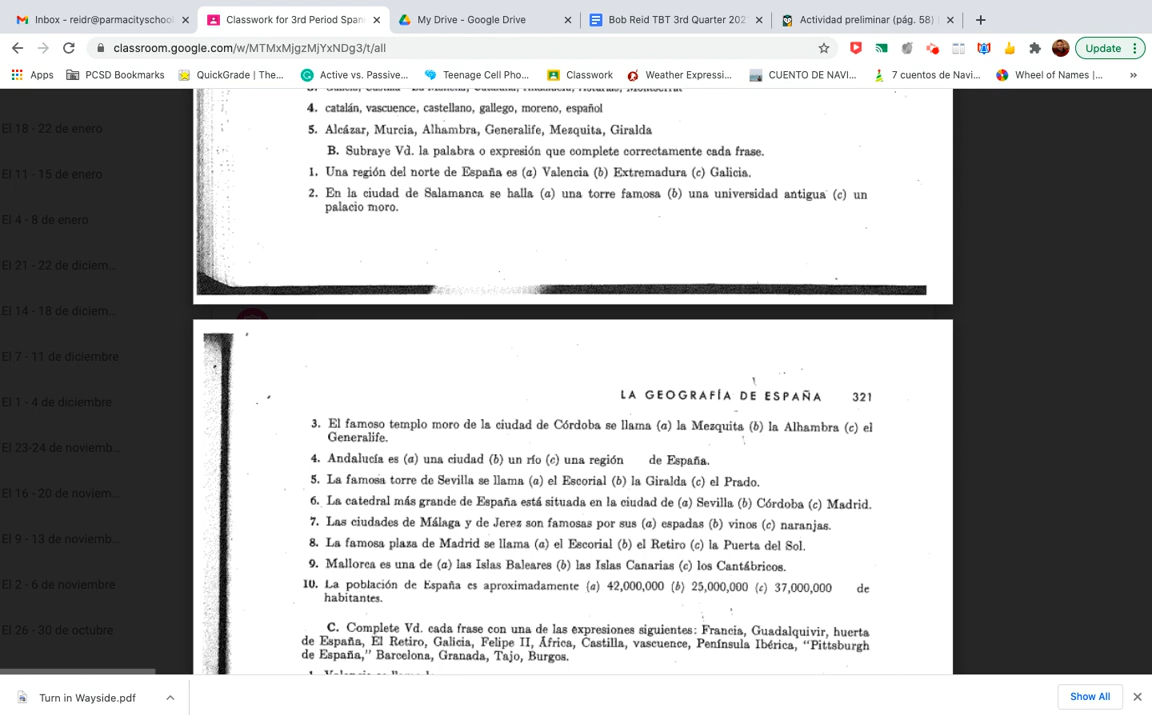 Inbox - reidr@parmacityschool
Classwork for 3rd Period Span
My Drive - Google Drive
Bob Reid TBT 3rd Quarter 202
Actividad preliminar (pág. 58)
classroom.google.com/w/MTMxMjgzMjYxNDg3/t/all
Update
Apps
PCSD Bookmarks
QuickGrade | The...
Active vs. Passive...
Teenage Cell Pho...
Classwork
Weather Expressi...
CUENTO DE NAVI...
7 cuentos de Navi...
Wheel of Names |...
El 18 - 22 de enero
El 11 - 15 de enero
El 4 - 8 de enero
El 21 - 22 de diciem...
El 14 - 18 de diciem...
El 7 - 11 de diciembre
El 1 - 4 de diciembre
El 23-24 de noviemb...
El 16 - 20 de noviem...
El 9 - 13 de noviemb...
El 2 - 6 de noviembre
El 26 - 30 de octubre
4. catalán, vascuence, castellano, gallego, moreno, español
5. Alcázar, Murcia, Alhambra, Generalife, Mezquita, Giralda
B. Subraye Vd. la palabra o expresión que complete correctamente cada frase.
1. Una región del norte de España es (a) Valencia (b) Extremadura (c) Galicia.
2. En la ciudad de Salamanca se halla (a) una torre famosa (b) una universidad antigua (c) un
palacio moro.
LA GEOGRAFÍA DE ESPAÑA 321
3. El famoso templo moro de la ciudad de Córdoba se llama (a) la Mezquita (b) la Alhambra (c) el
Generalife.
4. Andalucía es (a) una ciudad (b) un río (c) una región de España.
5. La famosa torre de Sevilla se llama (a) el Escorial (b) la Giralda (c) el Prado.
6. La catedral más grande de España está situada en la ciudad de (a) Sevilla (b) Córdoba (c) Madrid.
7. Las ciudades de Málaga y de Jerez son famosas por sus (a) espadas (b) vinos (c) naranjas.
8. La famosa plaza de Madrid se llama (a) el Escorial (b) el Retiro (c) la Puerta del Sol.
9. Mallorca es una de (a) las Islas Baleares (b) las Islas Canarias (c) los Cantábricos.
10. La población de España es aproximadamente (a) 42,000,000 (b) 25,000,000 (c) 37,000,000 de
habitantes.
C. Complete Vd. cada frase con una de las expresiones siguientes: Francia, Guadalquivir, huerta
de España, El Retiro, Galicia, Felipe II, África, Castilla, vascuence, Península Ibérica, "Pittsburgh
de España," Barcelona, Granada, Tajo, Burgos.
Turn in Wayside.pdf
Show All